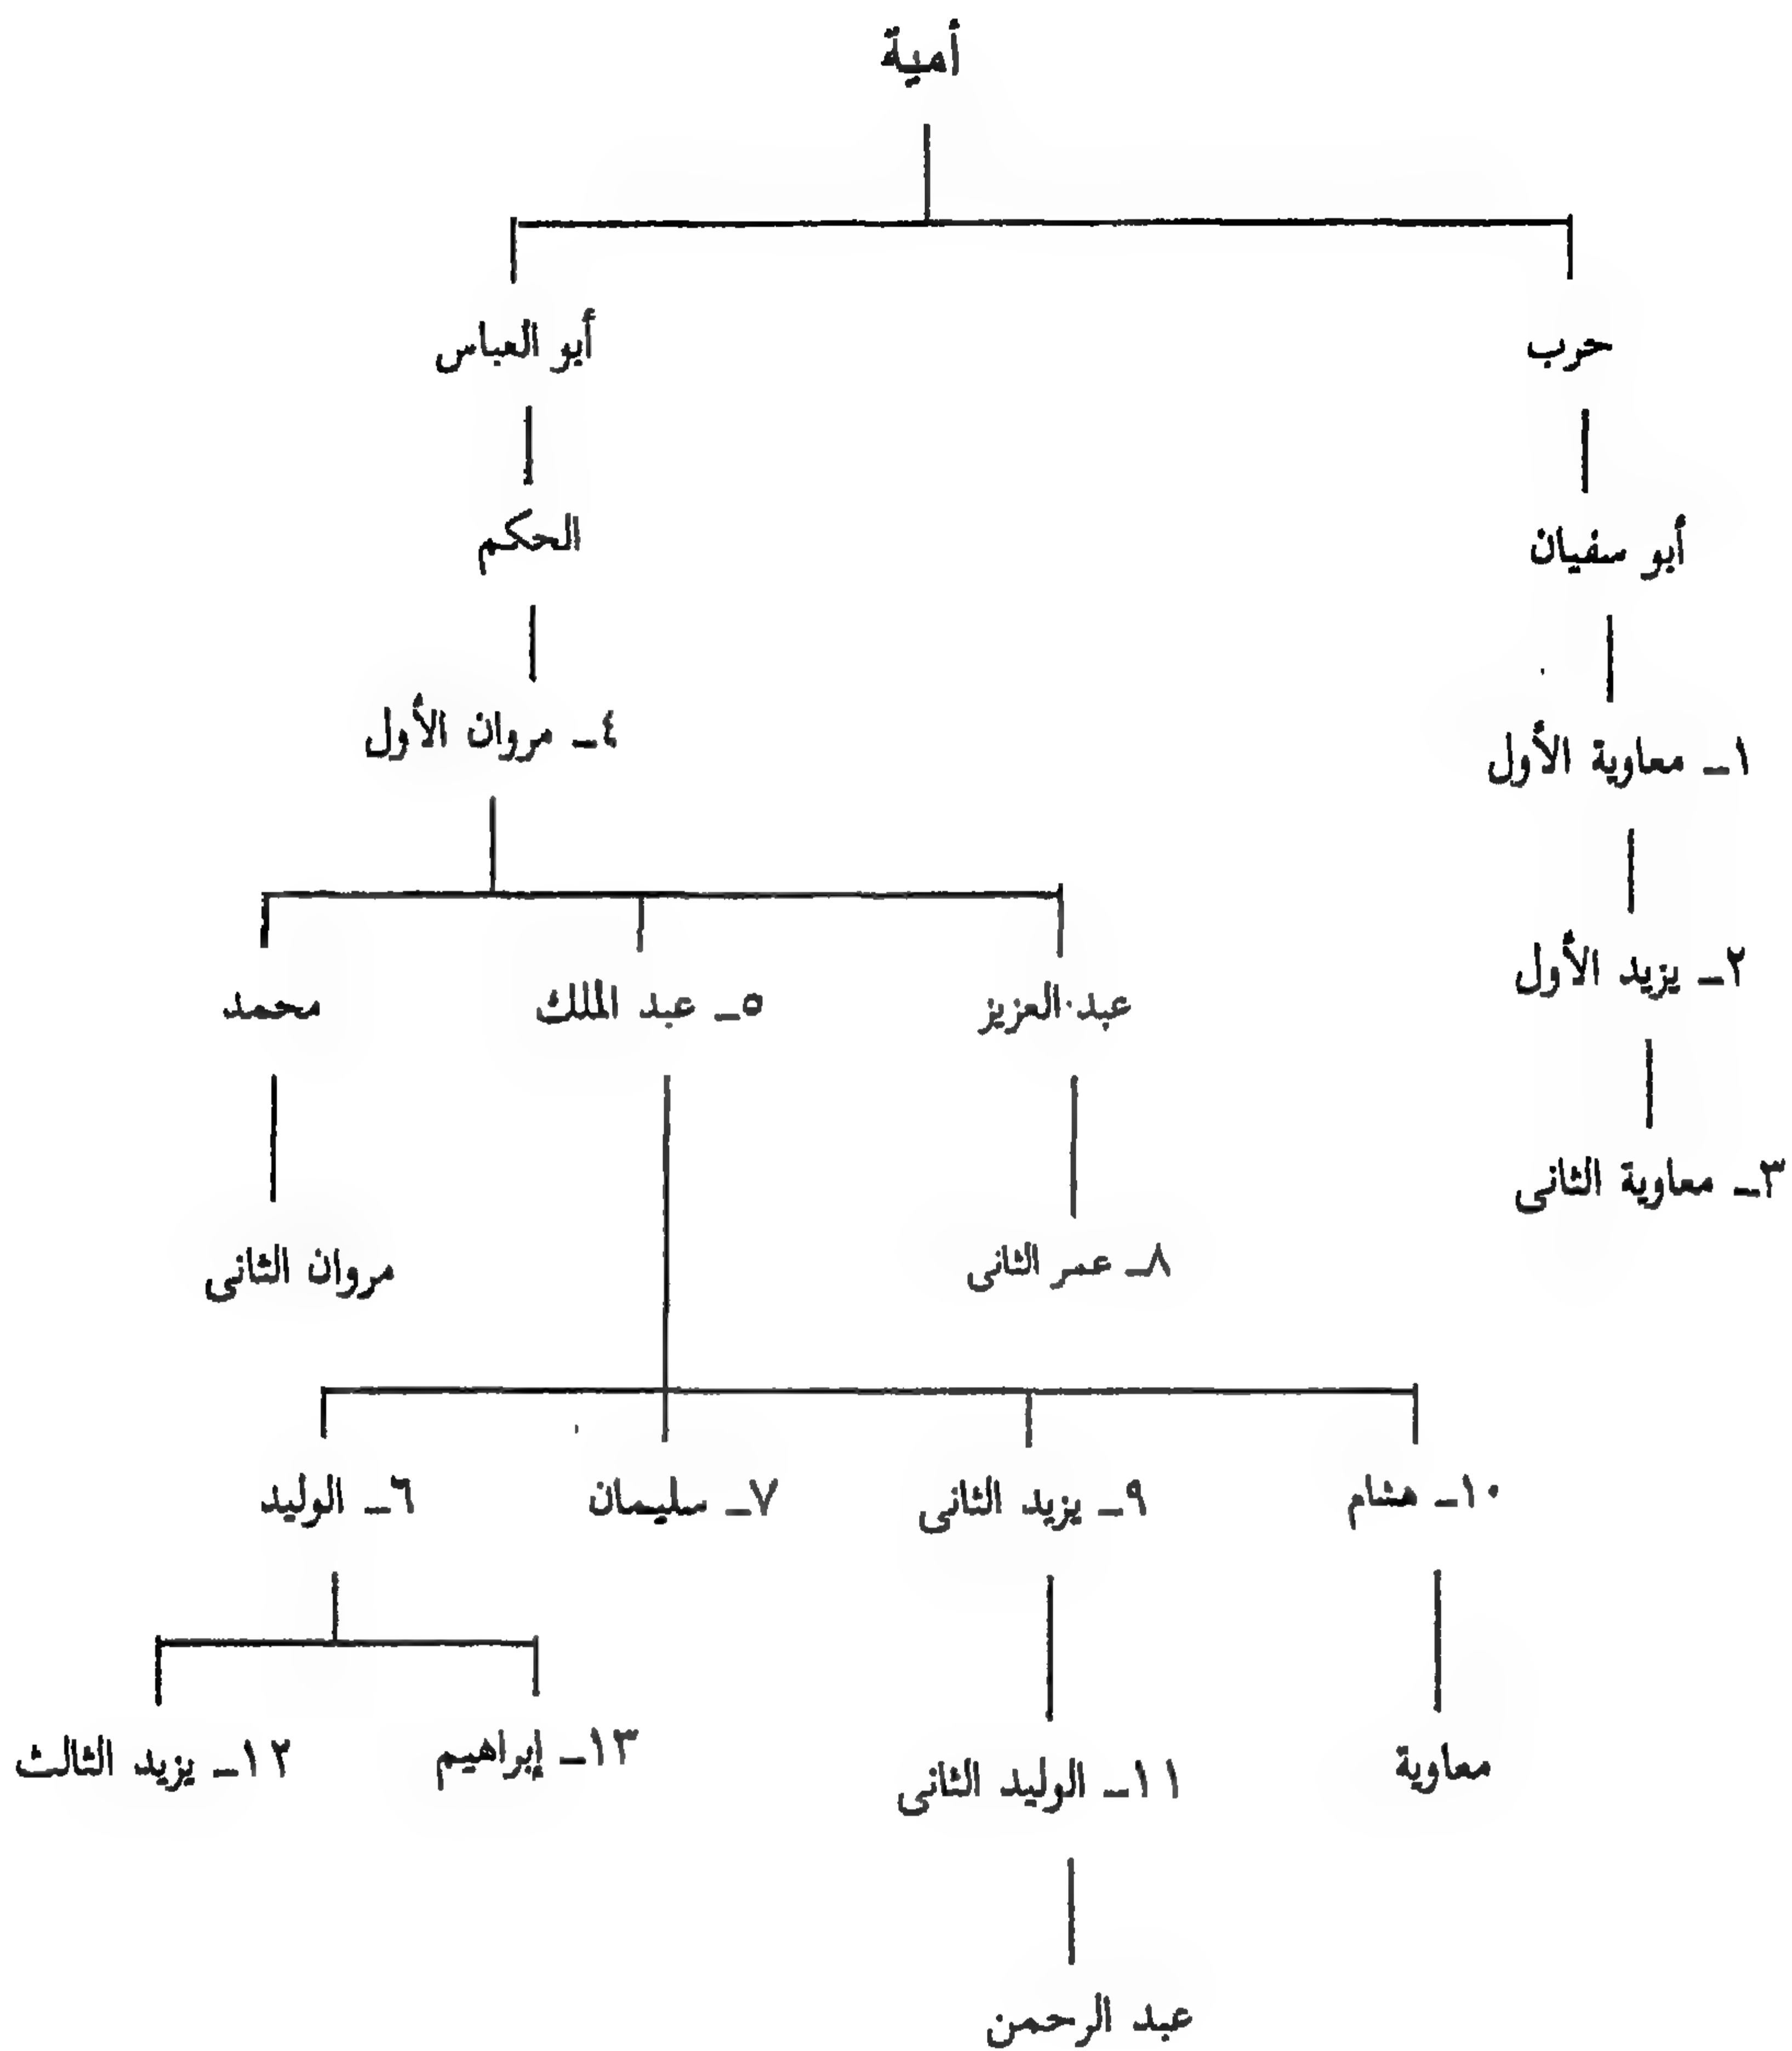 أمية
حرب
أبو العباس
أبو سفيان
الحكم
١ـ معاوية الأول
٤ـ مروان الأول
٢ـ يزيد الأول
عبد العزيز
٥ـ عبد الملك
محمد
٣ـ معاوية الثانى
٨ـ عمر الثانى
مروان الثانى
١٠ـ هشام
٩ـ يزيد الثانى
٧ـ سليمان
٦ـ الوليد
معاوية
١١ـ الوليد الثانى
١٣ـ إبراهيم
١٢ـ يزيد الثالث
عبد الرحمن